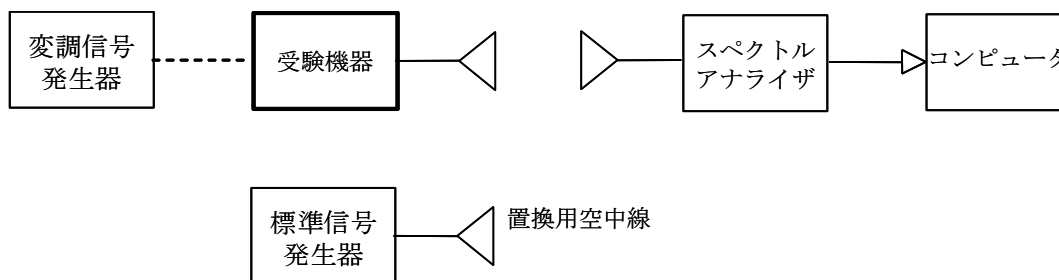 変調信号
発生器
受験機器
スペクトル
アナライザ
コンピュータ
標準信号
発生器
置換用空中線